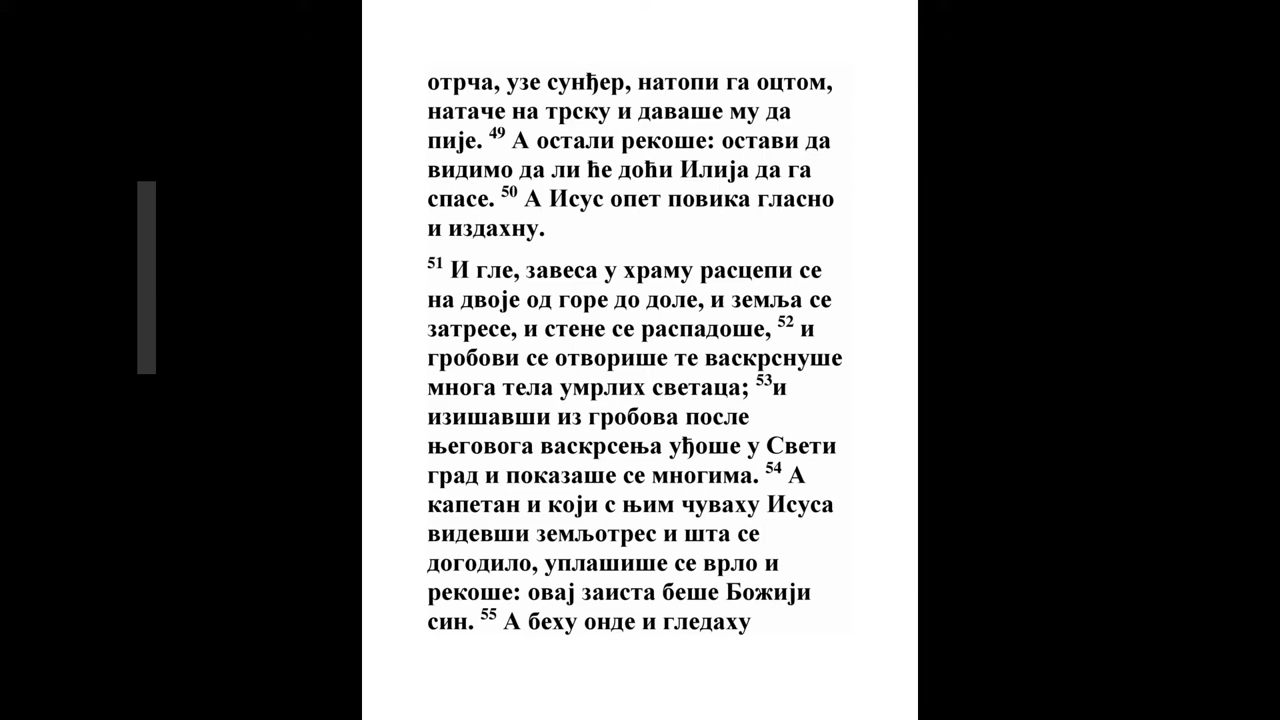 отрча, узе сунђер, натопи га оцтом,
натаче на трску и даваше му да
пије. 49 А остали рекоше: остави да
видимо да ли ће доћи Илија да га
спасе. 50 А Исус опет повика гласно
и издахну.
51 И гле, завеса у храму расцепи се
на двоје од горе до доле, и земља се
затресе, и стене се распадоше, 52 и
гробови се отворише те васкрснуше
многа тела умрлих светаца; 53и
изишавши из гробова после
његовога васкрсења уђоше у Свети
град и показаше се многима. 54 А
капетан и који с њим чуваху Исуса
видевши земљотрес и шта се
догодило, уплашише се врло и
рекоше: овај заиста беше Божији
син. 55 А беху онде и гледаху